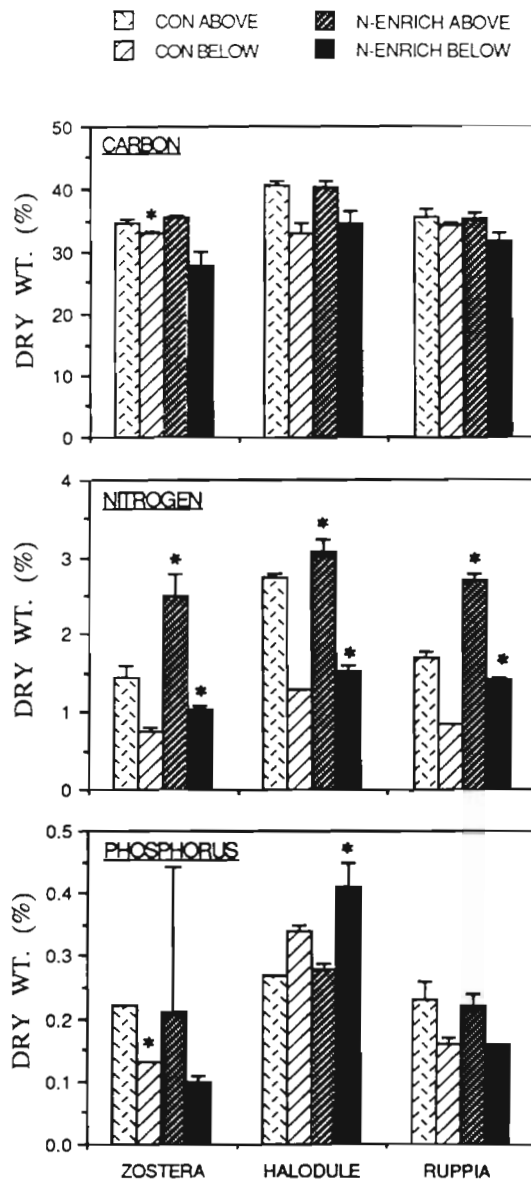 CON ABOVE N-ENRICH ABOVE
CON BELOW N-ENRICH BELOW
50
CARBON
*
40
30
20
10
0
DRY WT. (%)
4
NITROGEN
* * *
3
2
* * *
1
0
DRY WT. (%)
0.5
PHOSPHORUS
*
0.4
0.3
0.2
*
0.1
0.0
DRY WT. (%)
ZOSTERA HALODULE RUPPIA